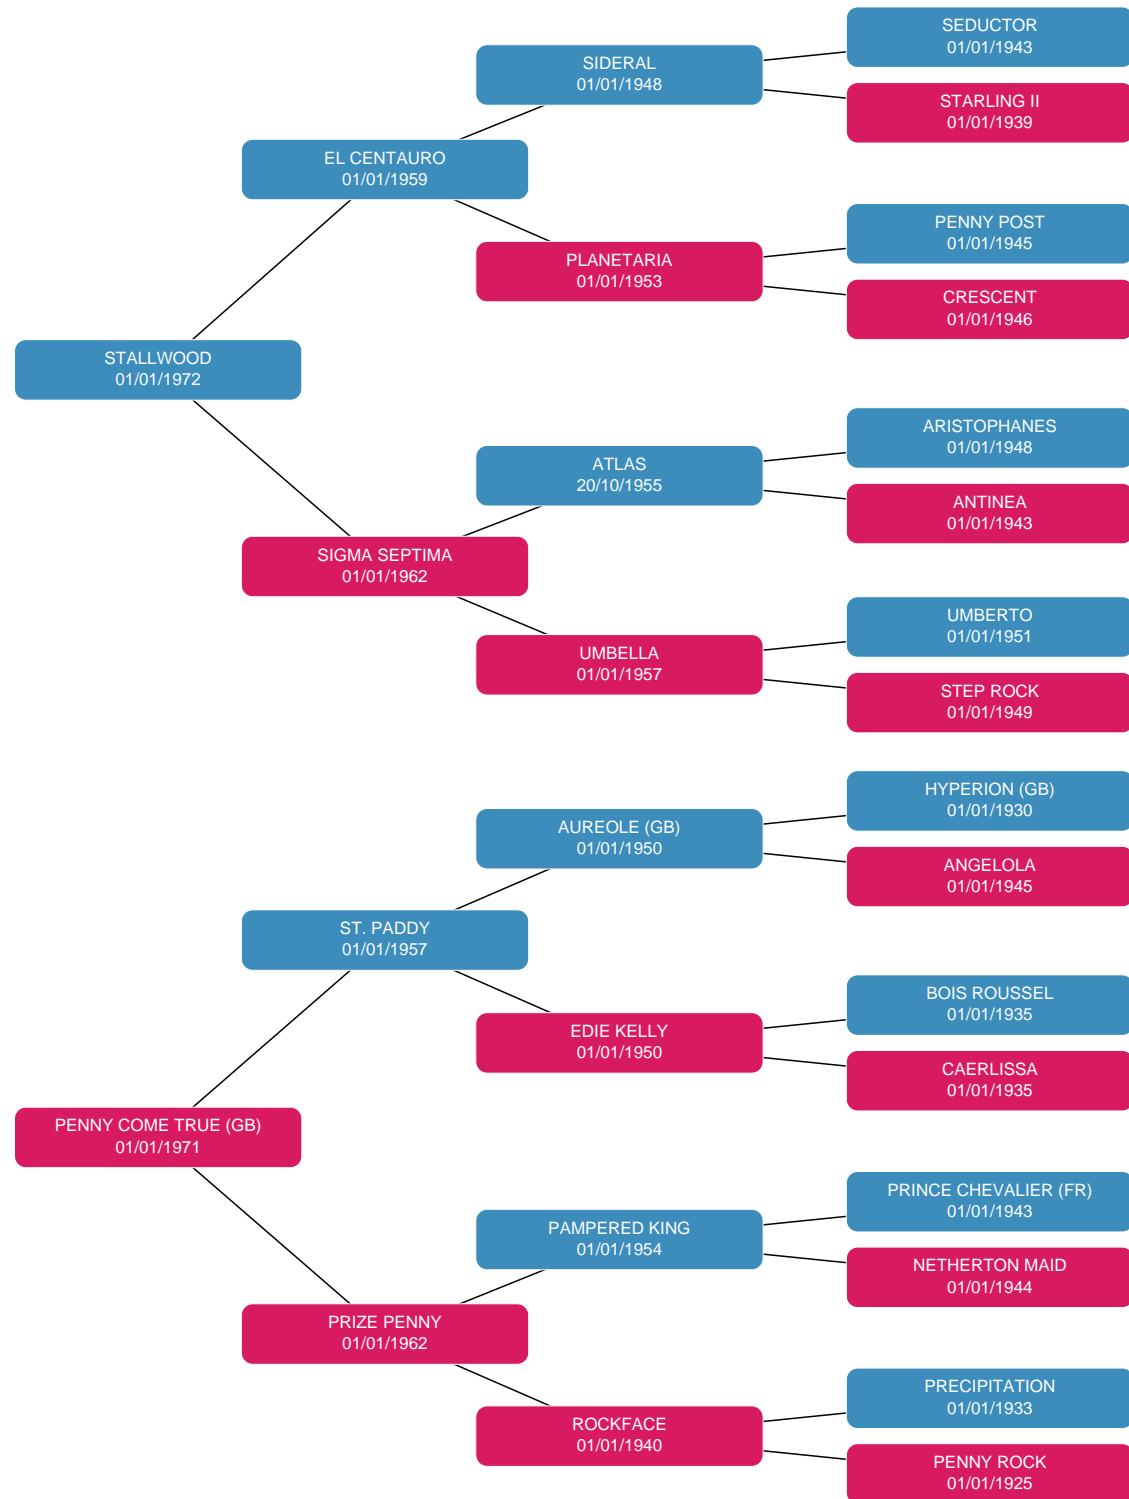 SEDUCTOR
01/01/1943
SIDERAL
01/01/1948
STARLING II
01/01/1939
EL CENTAURO
01/01/1959
PENNY POST
01/01/1945
PLANETARIA
01/01/1953
CRESCENT
01/01/1946
STALLWOOD
01/01/1972
ARISTOPHANES
01/01/1948
ATLAS
20/10/1955
ANTINEA
01/01/1943
SIGMA SEPTIMA
01/01/1962
UMBERTO
01/01/1951
UMBELLA
01/01/1957
STEP ROCK
01/01/1949
HYPERION (GB)
01/01/1930
AUREOLE (GB)
01/01/1950
ANGELOLA
01/01/1945
ST. PADDY
01/01/1957
BOIS ROUSSEL
01/01/1935
EDIE KELLY
01/01/1950
CAERLISSA
01/01/1935
PENNY COME TRUE (GB)
01/01/1971
PRINCE CHEVALIER (FR)
01/01/1943
PAMPERED KING
01/01/1954
NETHERTON MAID
01/01/1944
PRIZE PENNY
01/01/1962
PRECIPITATION
01/01/1933
ROCKFACE
01/01/1940
PENNY ROCK
01/01/1925